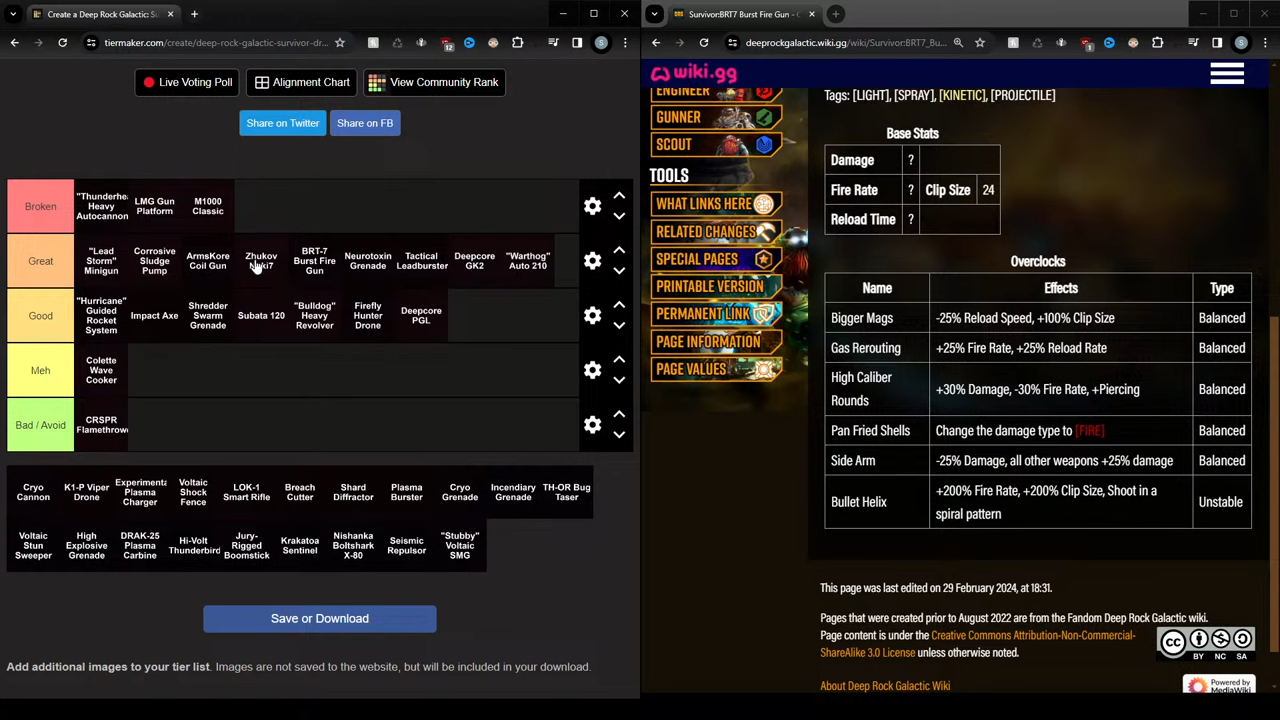 Create a Deep Rock Galactic: Su
Survivor:BRT7 Burst Fire Gun - O
tiermaker.com/create/deep-rock-galactic-survivor-dr...
12
S
deeprockgalactic.wiki.gg/wiki/Survivor:BRT7_Bu...
1
S
Live Voting Poll
Alignment Chart
View Community Rank
Share on Twitter
Share on FB
Broken
"Thunderhe
Heavy
Autocannon
LMG Gun
Platform
M1000
Classic
Great
"Lead
Storm"
Minigun
Corrosive
Sludge
Pump
ArmsKore
Coil Gun
Zhukov
Nuk17
BRT-7
Burst Fire
Gun
Neurotoxin
Grenade
Tactical
Leadburster
Deepcore
GK2
"Warthog"
Auto 210
Good
"Hurricane"
Guided
Rocket
System
Impact Axe
Shredder
Swarm
Grenade
Subata 120
"Bulldog"
Heavy
Revolver
Firefly
Hunter
Drone
Deepcore
PGL
Meh
Colette
Wave
Cooker
Bad / Avoid
CRSPR
Flamethrowe
Cryo
Cannon
K1-P Viper
Drone
Experimenta
Plasma
Charger
Voltaic
Shock
Fence
LOK-1
Smart Rifle
Breach
Cutter
Shard
Diffractor
Plasma
Burster
Cryo
Grenade
Incendiary
Grenade
TH-OR Bug
Taser
Voltaic
Stun
Sweeper
High
Explosive
Grenade
DRAK-25
Plasma
Carbine
Hi-Volt
Thunderbird
Jury-
Rigged
Boomstick
Krakatoa
Sentinel
Nishanka
Boltshark
X-80
Seismic
Repulsor
"Stubby"
Voltaic
SMG
Save or Download
Add additional images to your tier list. Images are not saved to the website, but will be included in your download.
wiki.gg
ENGINEER
GUNNER
SCOUT
TOOLS
WHAT LINKS HERE
RELATED CHANGES
SPECIAL PAGES
PRINTABLE VERSION
PERMANENT LINK
PAGE INFORMATION
PAGE VALUES
Tags: [LIGHT], [SPRAY], [KINETIC], [PROJECTILE]
Base Stats
Damage ?
Fire Rate ? Clip Size 24
Reload Time ?
Overclocks
Name Effects Type
Bigger Mags -25% Reload Speed, +100% Clip Size Balanced
Gas Rerouting +25% Fire Rate, +25% Reload Rate Balanced
High Caliber
Rounds +30% Damage, -30% Fire Rate, +Piercing Balanced
Pan Fried Shells Change the damage type to [FIRE] Balanced
Side Arm -25% Damage, all other weapons +25% damage Balanced
Bullet Helix +200% Fire Rate, +200% Clip Size, Shoot in a
spiral pattern Unstable
This page was last edited on 29 February 2024, at 18:31.
Pages that were created prior to August 2022 are from the Fandom Deep Rock Galactic wiki.
Page content is under the Creative Commons Attribution-Non-Commercial-
ShareAlike 3.0 License unless otherwise noted.
cc
BY NC SA
About Deep Rock Galactic Wiki
Powered by
MediaWiki